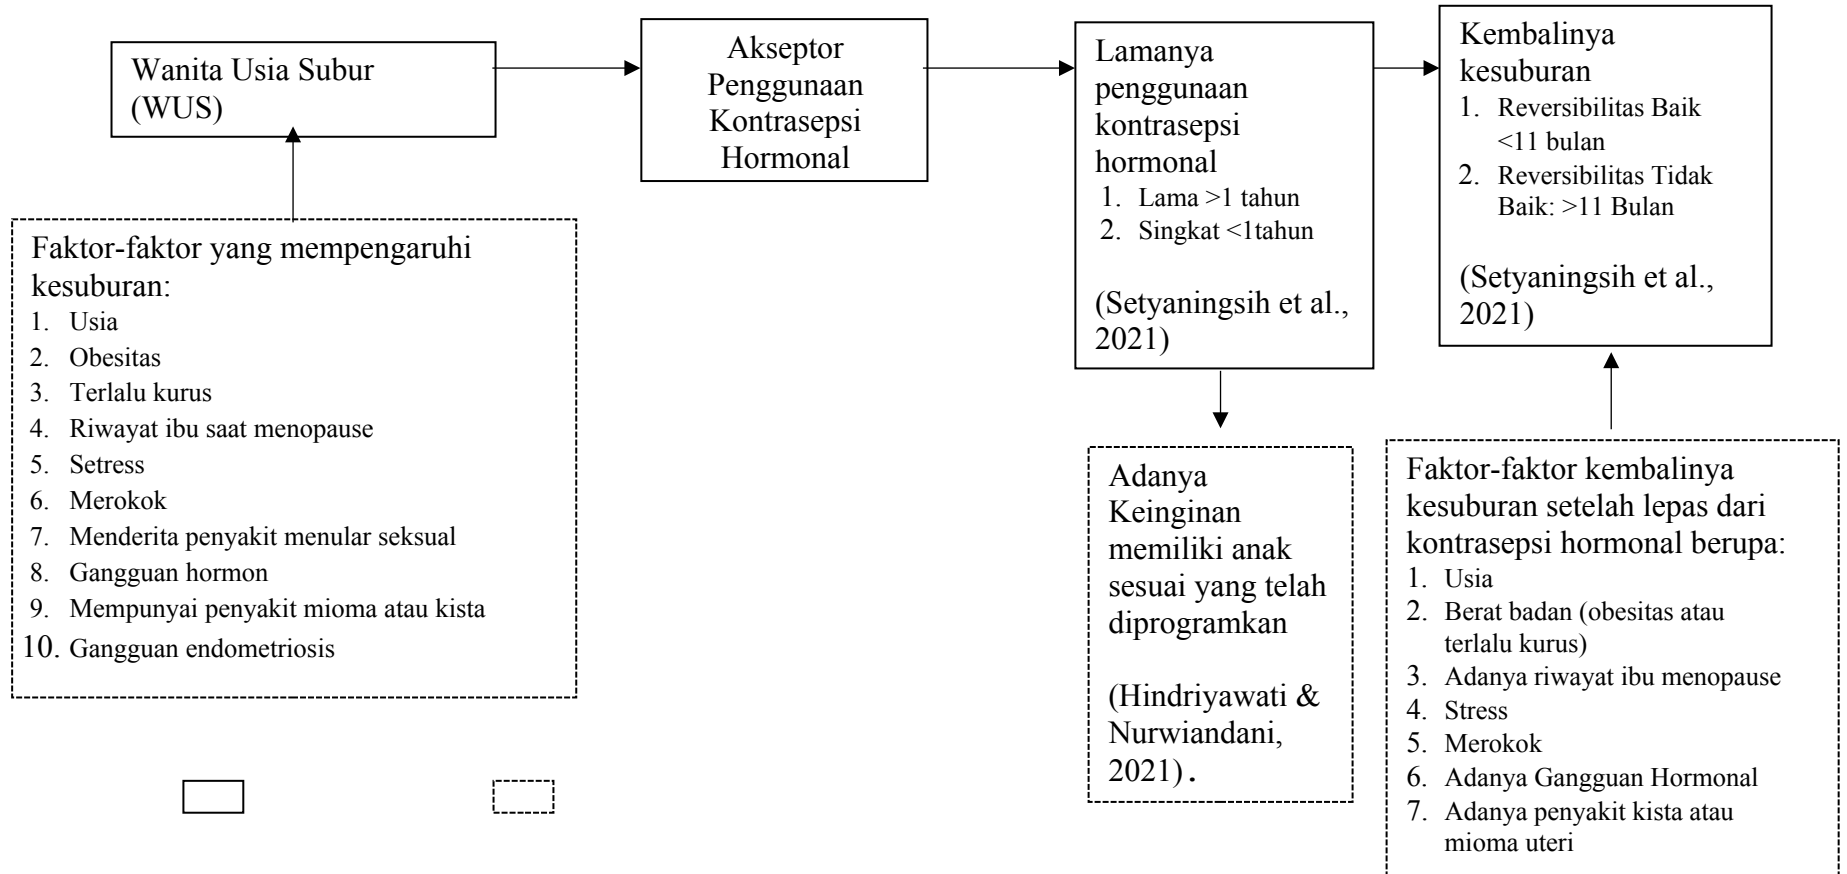 Wanita Usia Subur
(WUS)
Akseptor
Penggunaan
Kontrasepsi
Hormonal
Lamanya
penggunaan
kontrasepsi
hormonal
1. Lama >1 tahun
2. Singkat <1tahun
(Setyaningsih et al.,
2021)
Kembalinya
kesuburan
1. Reversibilitas Baik
<11 bulan
2. Reversibilitas Tidak
Baik: >11 Bulan
(Setyaningsih et al.,
2021)
Faktor-faktor yang mempengaruhi
kesuburan:
1. Usia
2. Obesitas
3. Terlalu kurus
4. Riwayat ibu saat menopause
5. Setress
6. Merokok
7. Menderita penyakit menular seksual
8. Gangguan hormon
9. Mempunyai penyakit mioma atau kista
10. Gangguan endometriosis
Adanya
Keinginan
memiliki anak
sesuai yang telah
diprogramkan
(Hindriyawati &
Nurwiandani,
2021).
Faktor-faktor kembalinya
kesuburan setelah lepas dari
kontrasepsi hormonal berupa:
1. Usia
2. Berat badan (obesitas atau
terlalu kurus)
3. Adanya riwayat ibu menopause
4. Stress
5. Merokok
6. Adanya Gangguan Hormonal
7. Adanya penyakit kista atau
mioma uteri